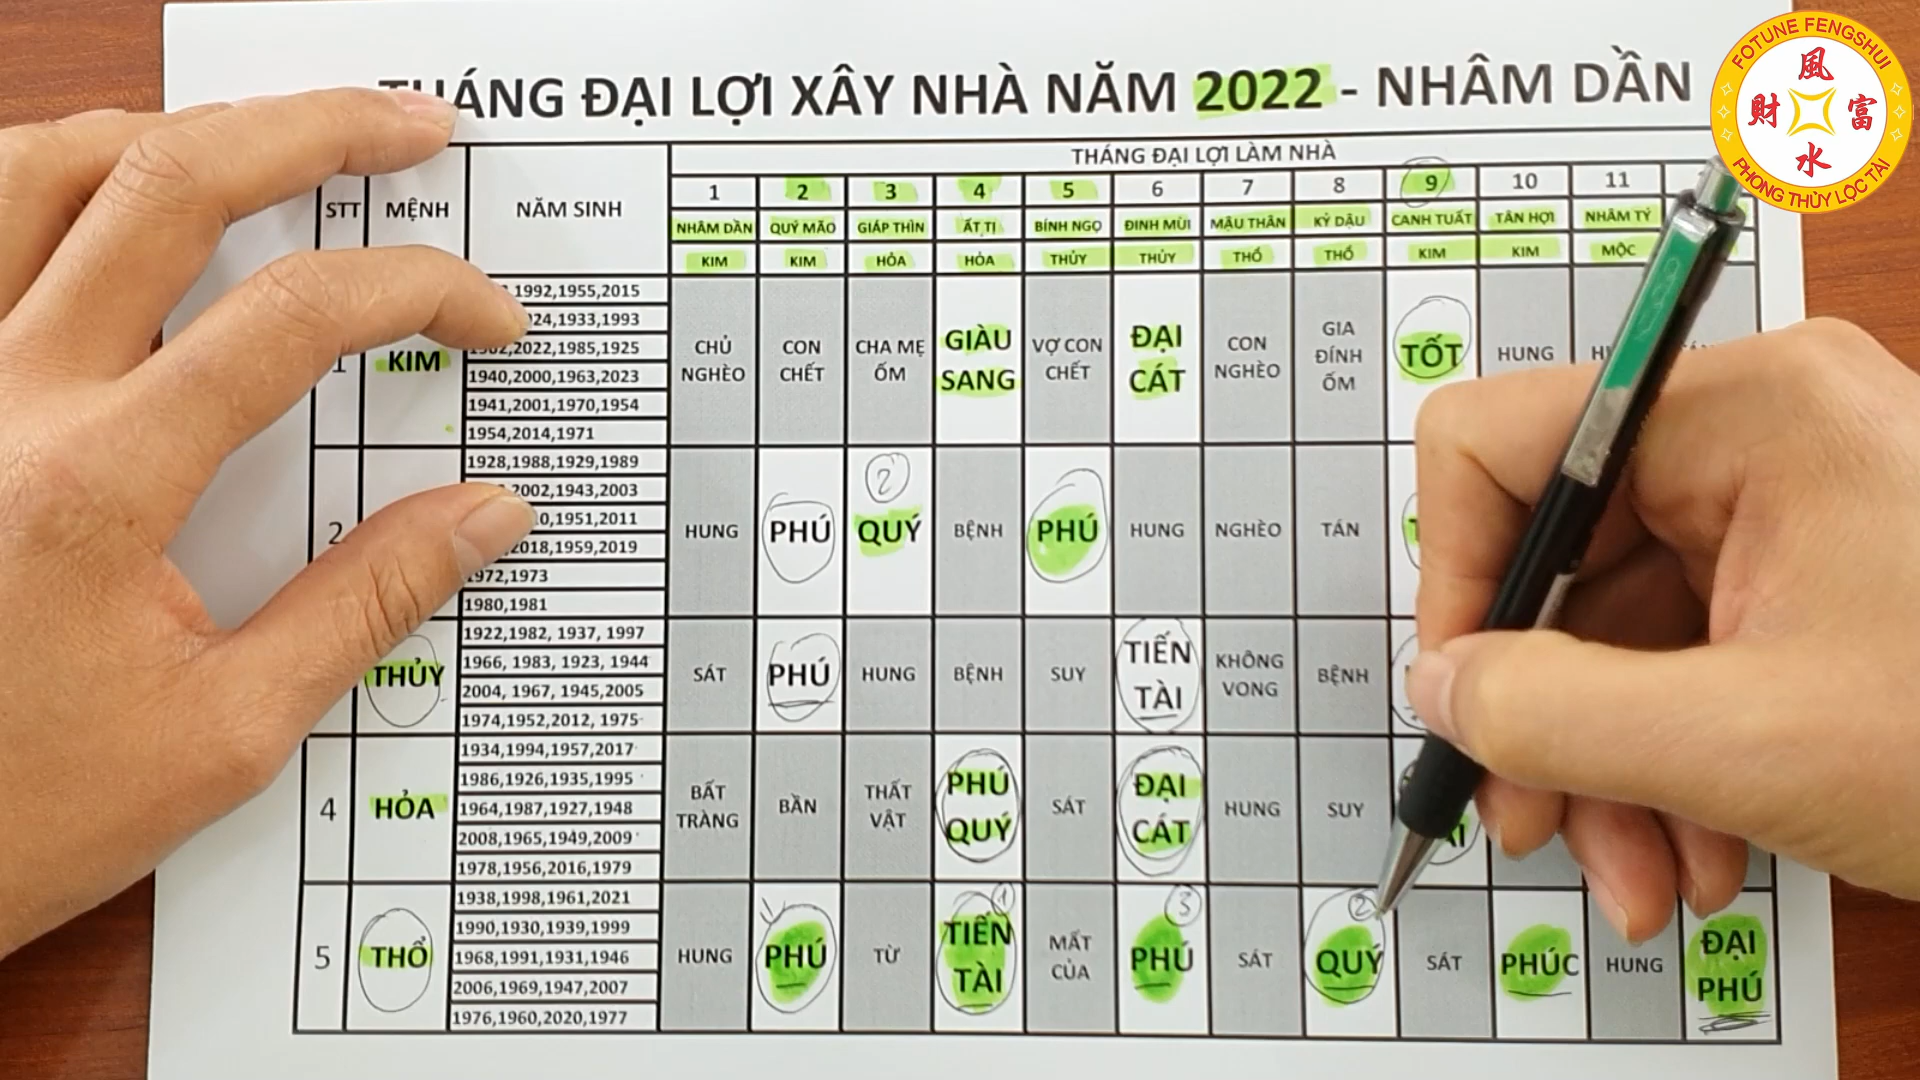 THÁNG ĐẠI LỢI XÂY NHÀ NĂM 2022 - NHÂM DẦN
FOTUNE FENGSHUI
風
財 富
水
PHONG THỦY LỘC TÀI
STT MỆNH NĂM SINH THÁNG ĐẠI LỢI LÀM NHÀ
1 2 3 4 5 6 7 8 9 10 11
NHÂM DẦN QUÝ MÃO GIÁP THÌN ẤT TỊ BÍNH NGỌ ĐINH MÙI MẬU THÂN KỶ DẬU CANH TUẤT TÂN HỢI NHÂM TÝ
KIM KIM HỎA HỎA THỦY THỦY THỔ THỔ KIM KIM MỘC
1 KIM
1992,1955,2015
1933,1993
2022,1985,1925
1940,2000,1963,2023
1941,2001,1970,1954
1954,2014,1971
CHỦ NGHÈO
CON CHẾT
CHA MẸ ỐM
GIÀU SANG
VỢ CON CHẾT
ĐẠI CÁT
CON NGHÈO
GIA ĐÍNH ỐM
TỐT
HUNG
2
1928,1988,1929,1989
2002,1943,2003
1951,2011
2018,1959,2019
1972,1973
1980,1981
HUNG PHÚ QUÝ BỆNH PHÚ HUNG NGHÈO TÁN
2
THỦY
1922,1982, 1937, 1997
1966, 1983, 1923, 1944
2004, 1967, 1945,2005
1974,1952,2012, 1975
SÁT PHÚ HUNG BỆNH SUY
TIẾN TÀI
KHÔNG VONG
BỆNH
4 HỎA
1934,1994,1957,2017
1986,1926,1935,1995
1964,1987,1927,1948
2008,1965,1949,2009
1978,1956,2016,1979
BẤT TRÀNG
BẦN
THẤT VẬT
PHÚ QUÝ
SÁT
ĐẠI CÁT
HUNG SUY
5 THỔ
1938,1998,1961,2021
1990,1930,1939,1999
1968,1991,1931,1946
2006,1969,1947,2007
1976,1960,2020,1977
HUNG PHÚ TỪ
1
TIẾN TÀI
MẤT CỦA
3
PHÚ SÁT
2
QUÝ SÁT PHÚC HUNG
ĐẠI PHÚ